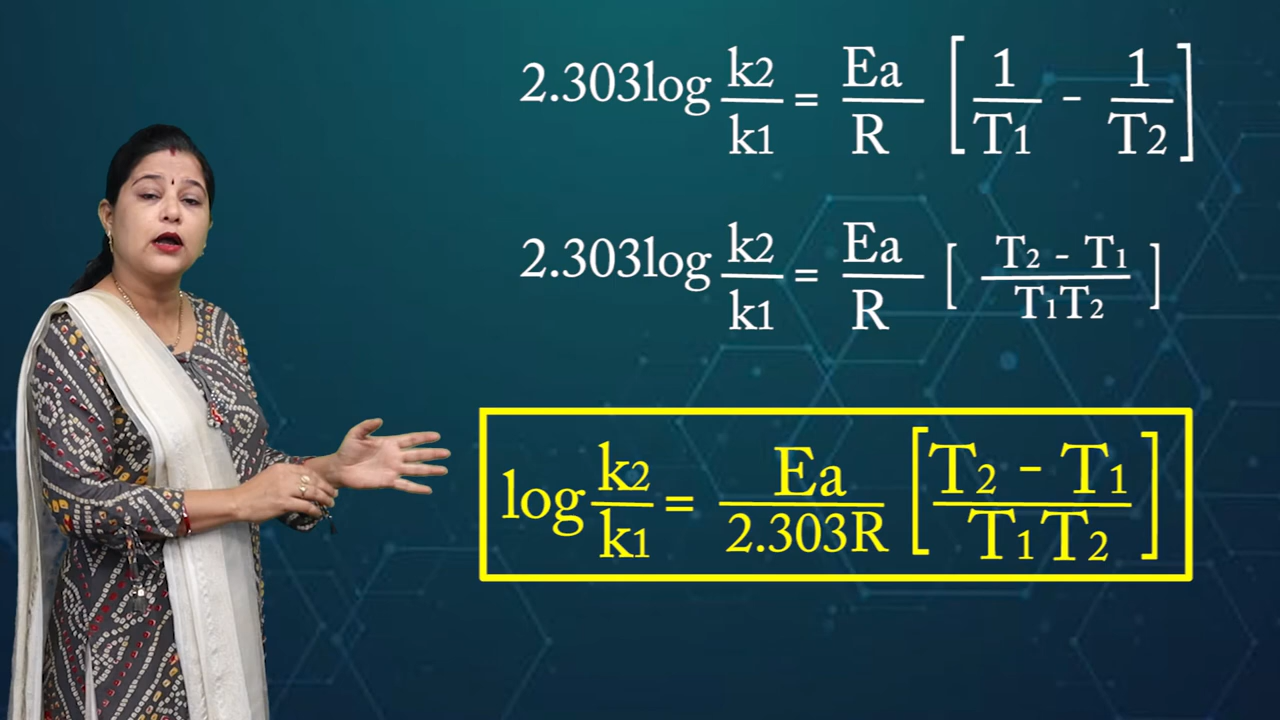 2.303log k2/k1 = Ea/R [1/T1 - 1/T2]
2.303log k2/k1 = Ea/R [T2 - T1/T1T2]
log k2/k1 = Ea/2.303R [T2 - T1/T1T2]